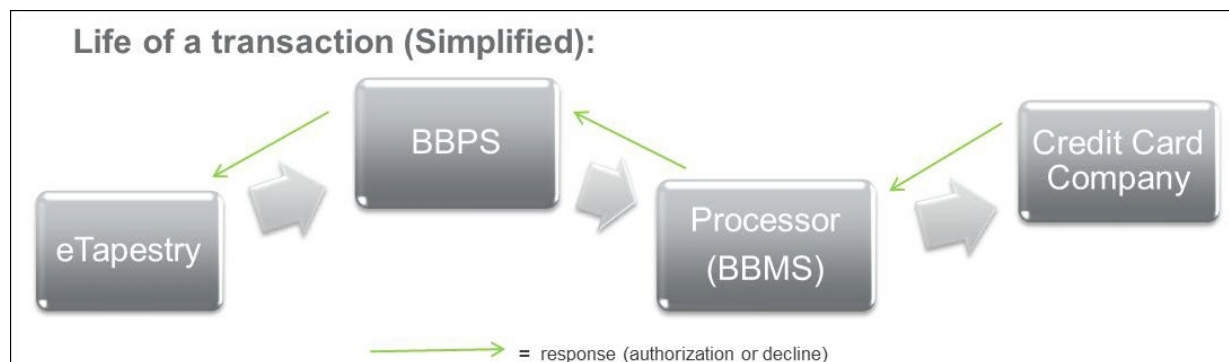 Life of a transaction (Simplified):
eTapestry
BBPS
Processor
(BBMS)
Credit Card
Company
= response (authorization or decline)